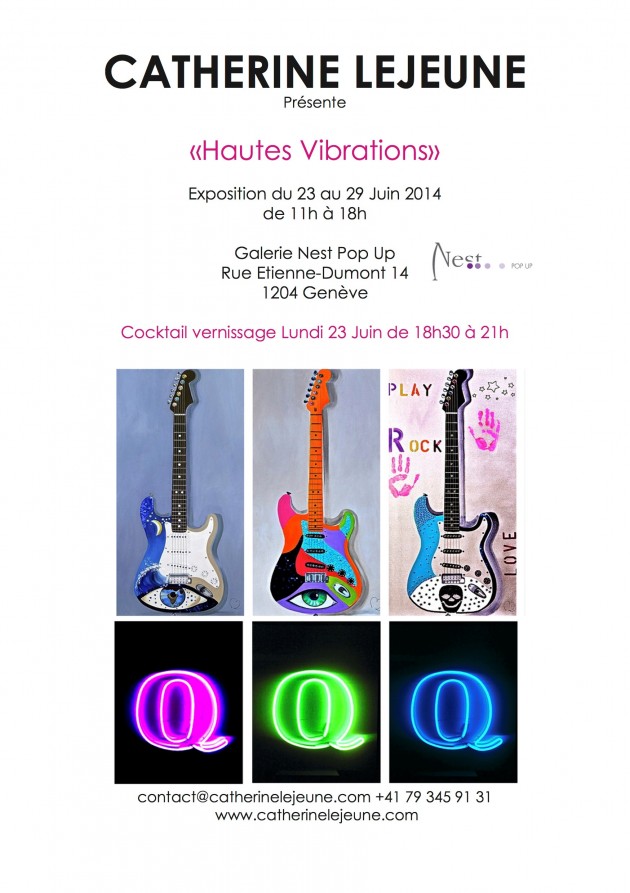 CATHERINE LEJEUNE
Présente
«Hautes Vibrations»
Exposition du 23 au 29 Juin 2014
de 11h à 18h
Galerie Nest Pop Up
Rue Etienne-Dumont 14
1204 Genève
Nest POP UP
Cocktail vernissage Lundi 23 Juin de 18h30 à 21h
PLAY
ROCK
LOVE
Q Q Q
contact@catherinelejeune.com +41 79 345 91 31
www.catherinelejeune.com